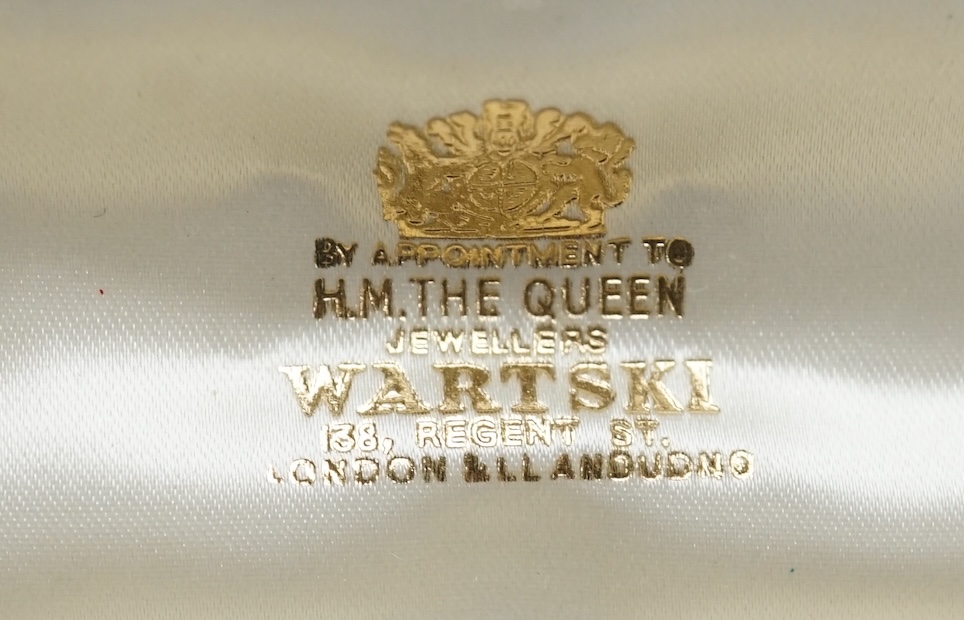 BY APPOINTMENT TO
H.M. THE QUEEN
JEWELLERS
WARTSKI
138, REGENT ST.
LONDON & LLANDUDNO